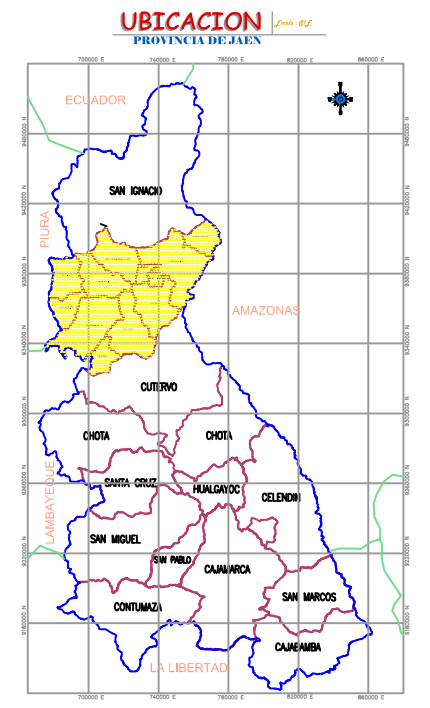 UBICACION
Escala : S/E
PROVINCIA DE JAEN
700000 E 740000 E 780000 E 820000 E 860000 E
ECUADOR
SAN IGNACIO
PIURA
AMAZONAS
CUTERVO
CHOTA
CHOTA
SANTA CRUZ
HUALGAYOC
CELENDIN
LAMBAYEQUE
SAN MIGUEL
SAN PABLO
CAJAMARCA
SAN MARCOS
CONTUMAZA
CAJABAMBA
LA LIBERTAD
700000 E 740000 E 780000 E 820000 E 860000 E